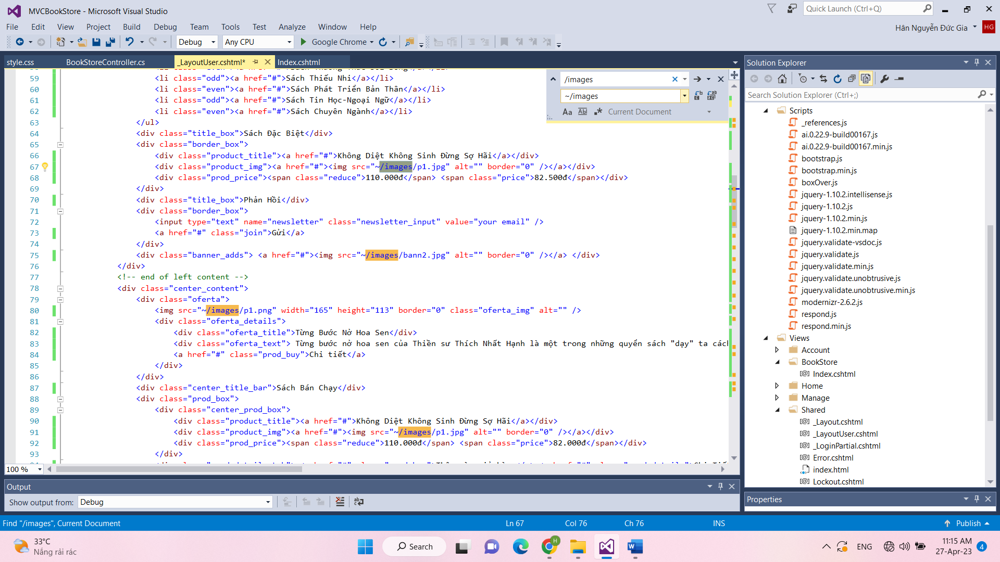 MVCBookStore - Microsoft Visual Studio
Quick Launch (Ctrl+Q)
File Edit View Project Build Debug Team Tools Test Analyze Window Help
Hân Nguyễn Đức Gia HG
Debug Any CPU Google Chrome
style.css BookStoreController.cs _LayoutUser.cshtml* Index.cshtml
59 <li class="odd"><a href="#">Sách Thiếu Nhi</a></li>
60 <li class="even"><a href="#">Sách Phát Triển Bản Thân</a></li>
61 <li class="odd"><a href="#">Sách Tin Học-Ngoại Ngữ</a></li>
62 <li class="even"><a href="#">Sách Chuyên Ngành</a></li>
63 </ul>
64 <div class="title_box">Sách Đặc Biệt</div>
65 <div class="border_box">
66 <div class="product_title"><a href="#">Không Diệt Không Sinh Đừng Sợ Hãi</a></div>
67 <div class="product_img"><a href="#"><img src="~/images/p1.jpg" alt="" border="0" /></a></div>
68 <div class="prod_price"><span class="reduce">110.000đ</span> <span class="price">82.500đ</span></div>
69 </div>
70 <div class="title_box">Phản Hồi</div>
71 <div class="border_box">
72 <input type="text" name="newsletter" class="newsletter_input" value="your email" />
73 <a href="#" class="join">Gửi</a>
74 </div>
75 <div class="banner_adds"> <a href="#"><img src="~/images/bann2.jpg" alt="" border="0" /></a> </div>
76 </div>
77 <!-- end of left content -->
78 <div class="center_content">
79 <div class="oferta">
80 <img src="~/images/p1.png" width="165" height="113" border="0" class="oferta_img" alt="" />
81 <div class="oferta_details">
82 <div class="oferta_title">Từng Bước Nở Hoa Sen</div>
83 <div class="oferta_text"> Từng bước nở hoa sen của Thiền sư Thích Nhất Hạnh là một trong những quyển sách "dạy" ta cách
84 <a href="#" class="prod_buy">Chi tiết</a>
85 </div>
86 </div>
87 <div class="center_title_bar">Sách Bán Chạy</div>
88 <div class="prod_box">
89 <div class="center_prod_box">
90 <div class="product_title"><a href="#">Không Diệt Không Sinh Đừng Sợ Hãi</a></div>
91 <div class="product_img"><a href="#"><img src="~/images/p1.jpg" alt="" border="0" /></a></div>
92 <div class="prod_price"><span class="reduce">110.000đ</span> <span class="price">82.000đ</span></div>
93 </div>
100 %
/images
~/images
Aa Current Document
Solution Explorer
Search Solution Explorer (Ctrl+;)
Scripts
_references.js
ai.0.22.9-build00167.js
ai.0.22.9-build00167.min.js
bootstrap.js
bootstrap.min.js
boxOver.js
jquery-1.10.2.intellisense.js
jquery-1.10.2.js
jquery-1.10.2.min.js
jquery-1.10.2.min.map
jquery.validate-vsdoc.js
jquery.validate.js
jquery.validate.min.js
jquery.validate.unobtrusive.js
jquery.validate.unobtrusive.min.js
modernizr-2.6.2.js
respond.js
respond.min.js
Views
Account
BookStore
Index.cshtml
Home
Manage
Shared
_Layout.cshtml
_LayoutUser.cshtml
_LoginPartial.cshtml
Error.cshtml
index.html
Lockout.cshtml
Output
Show output from: Debug
Properties
Find "/images", Current Document Ln 67 Col 76 Ch 76 INS Publish
33°C
Nắng rải rác
Search
ENG
11:15 AM
27-Apr-23
4